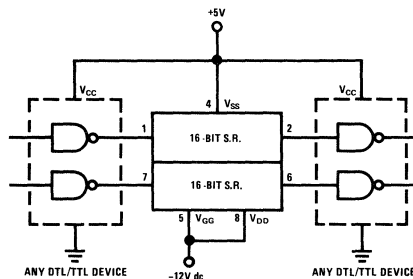 +5V
VCC
VCC
4 VSS
1 16-BIT S.R. 2
7 16-BIT S.R. 6
5 VGG 8 VDD
−12V dc
ANY DTL/TTL DEVICE
ANY DTL/TTL DEVICE